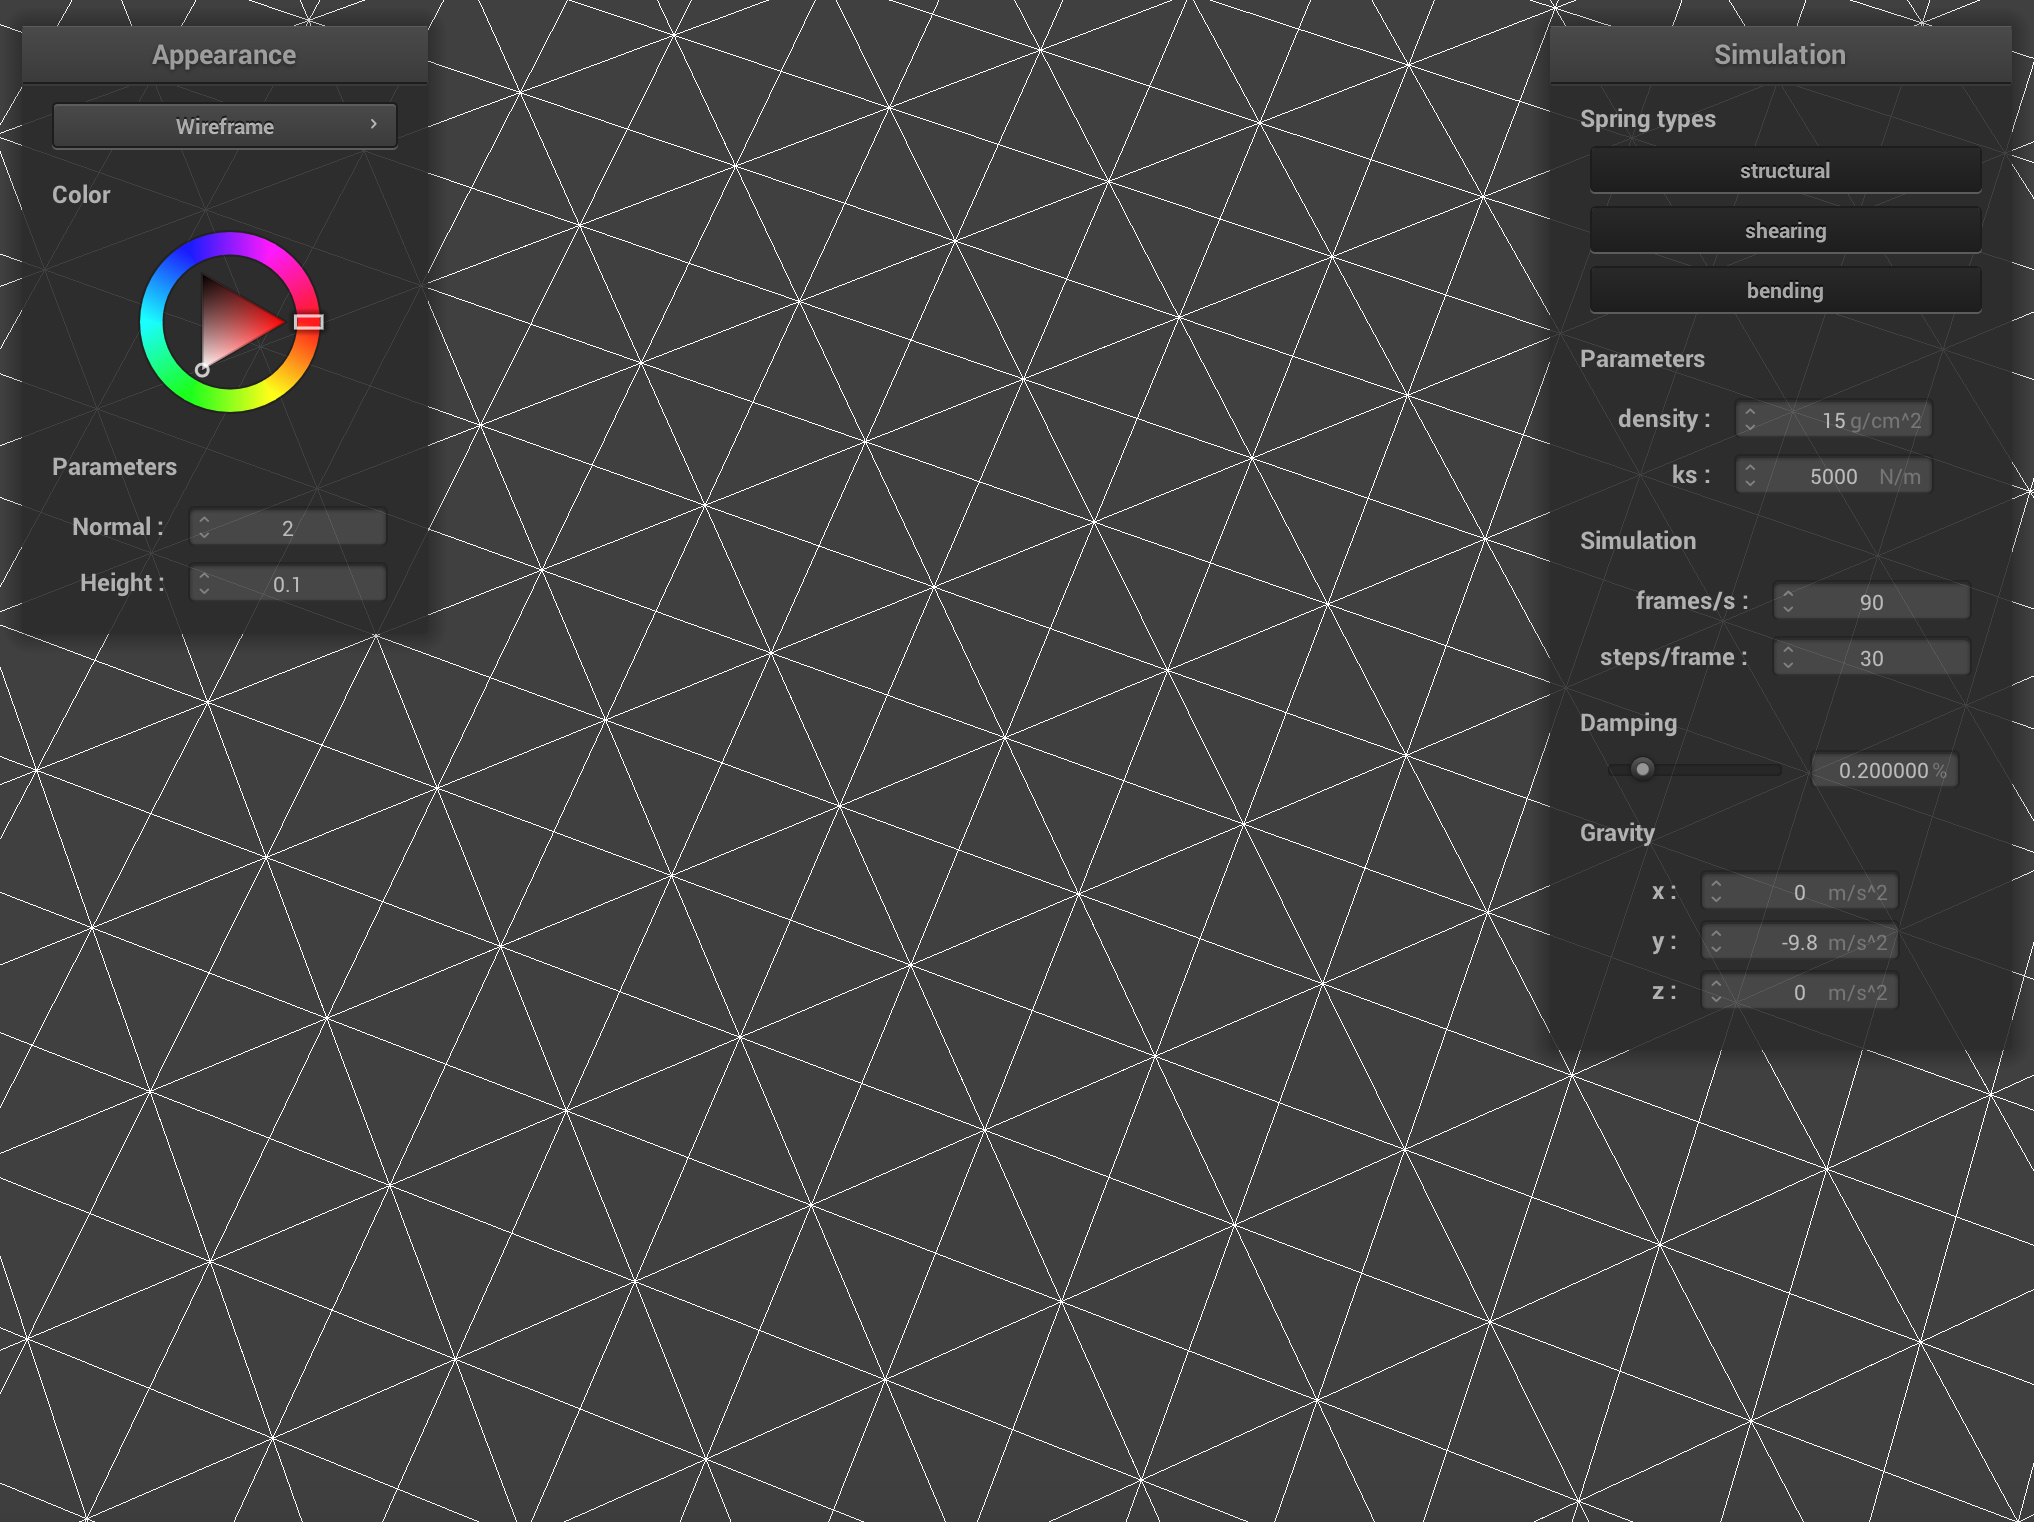 Appearance
Wireframe
Color
Parameters
Normal : 2
Height : 0.1
Simulation
Spring types
structural
shearing
bending
Parameters
density : 15 g/cm^2
ks : 5000 N/m
Simulation
frames/s : 90
steps/frame : 30
Damping
0.200000 %
Gravity
x : 0 m/s^2
y : -9.8 m/s^2
z : 0 m/s^2